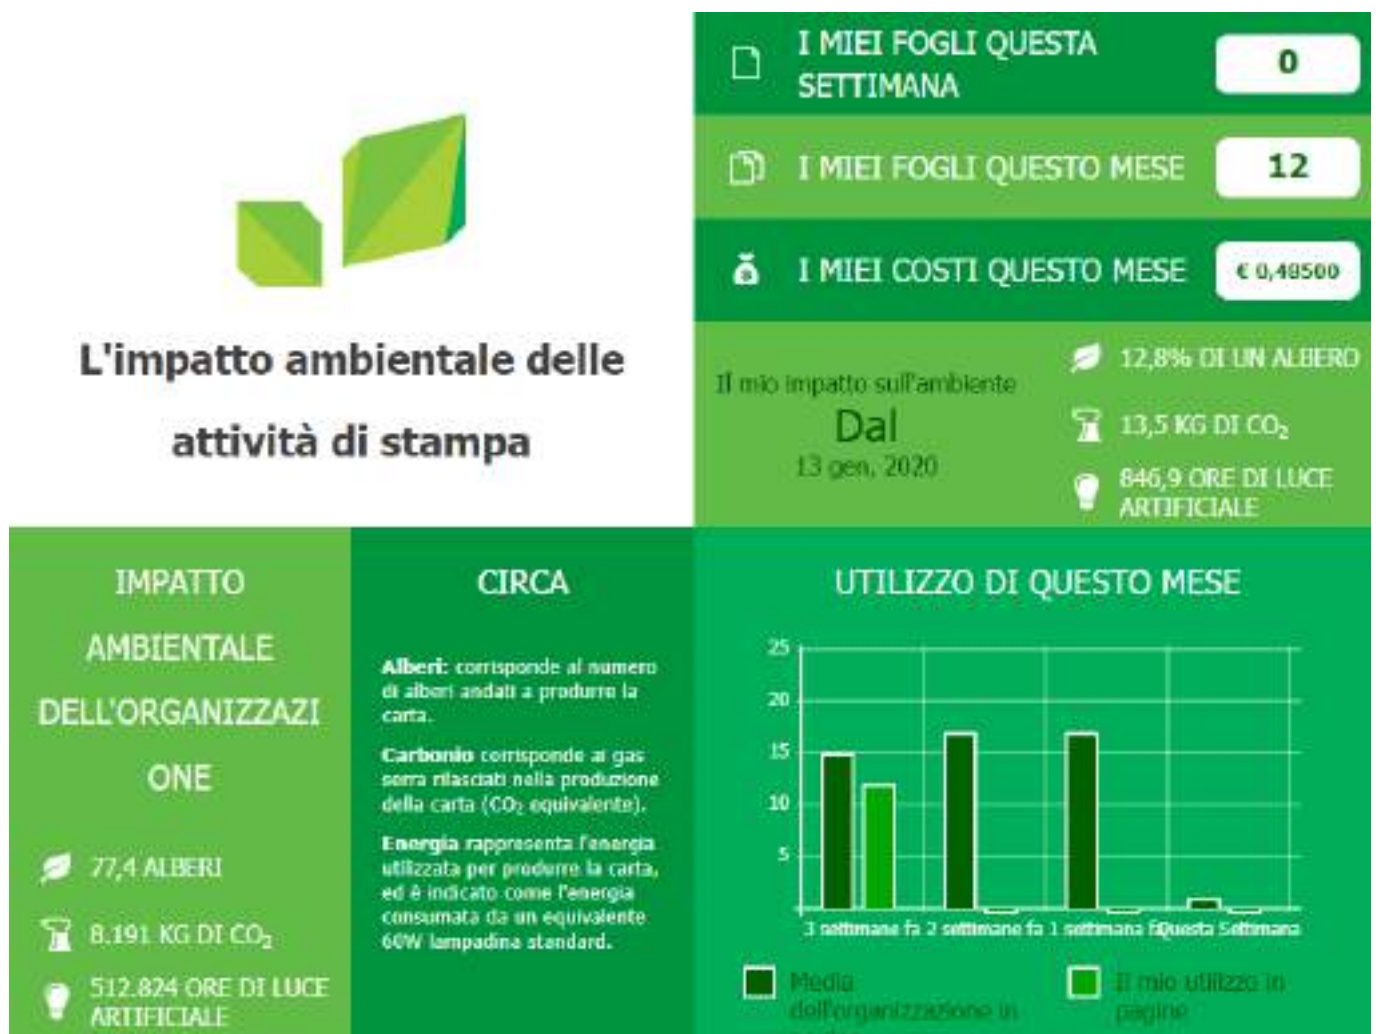 L'impatto ambientale delle
attività di stampa
I MIEI FOGLI QUESTA
SETTIMANA
0
I MIEI FOGLI QUESTO MESE
12
I MIEI COSTI QUESTO MESE
€ 0,48500
Il mio impatto sull'ambiente
Dal
13 gen, 2020
12,8% DI UN ALBERO
13,5 KG DI CO₂
846,9 ORE DI LUCE
ARTIFICIALE
IMPATTO
AMBIENTALE
DELL'ORGANIZZAZI
ONE
77,4 ALBERI
8.191 KG DI CO₂
512.824 ORE DI LUCE
ARTIFICIALE
CIRCA
Alberi: corrisponde al numero
di alberi andati a produrre la
carta.
Carbonio corrisponde ai gas
serra rilasciati nella produzione
della carta (CO₂ equivalente).
Energia rappresenta l'energia
utilizzata per produrre la carta,
ed è indicato come l'energia
consumata da un equivalente
60W lampadina standard.
UTILIZZO DI QUESTO MESE
25
20
15
10
5
3 settimane fa 2 settimane fa 1 settimana fa Questa Settimana
Media
dell'organizzazione in
Il mio utilizzo in
pagine